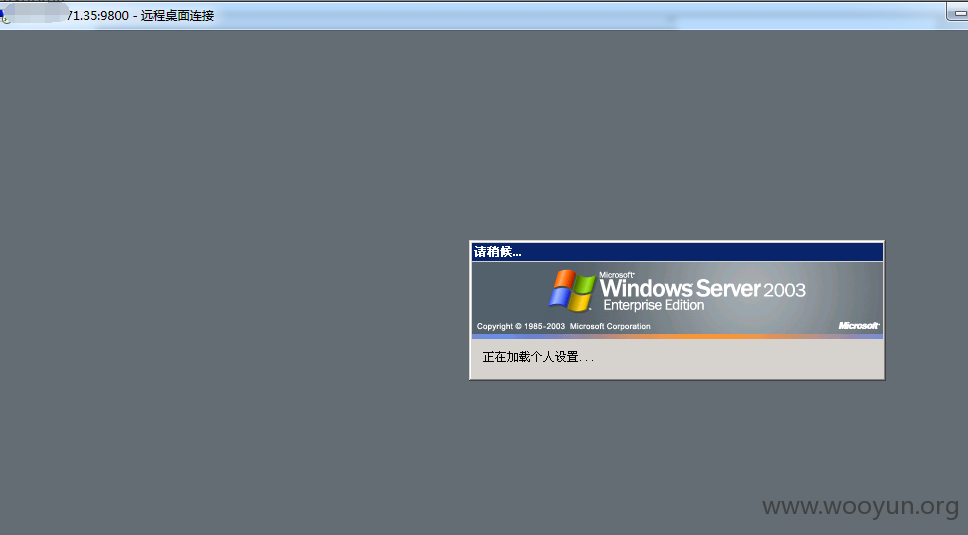 71.35:9800 - 远程桌面连接
请稍候...
Microsoft
Windows Server 2003
Enterprise Edition
Copyright © 1985-2003 Microsoft Corporation
Microsoft
正在加载个人设置...
www.wooyun.org